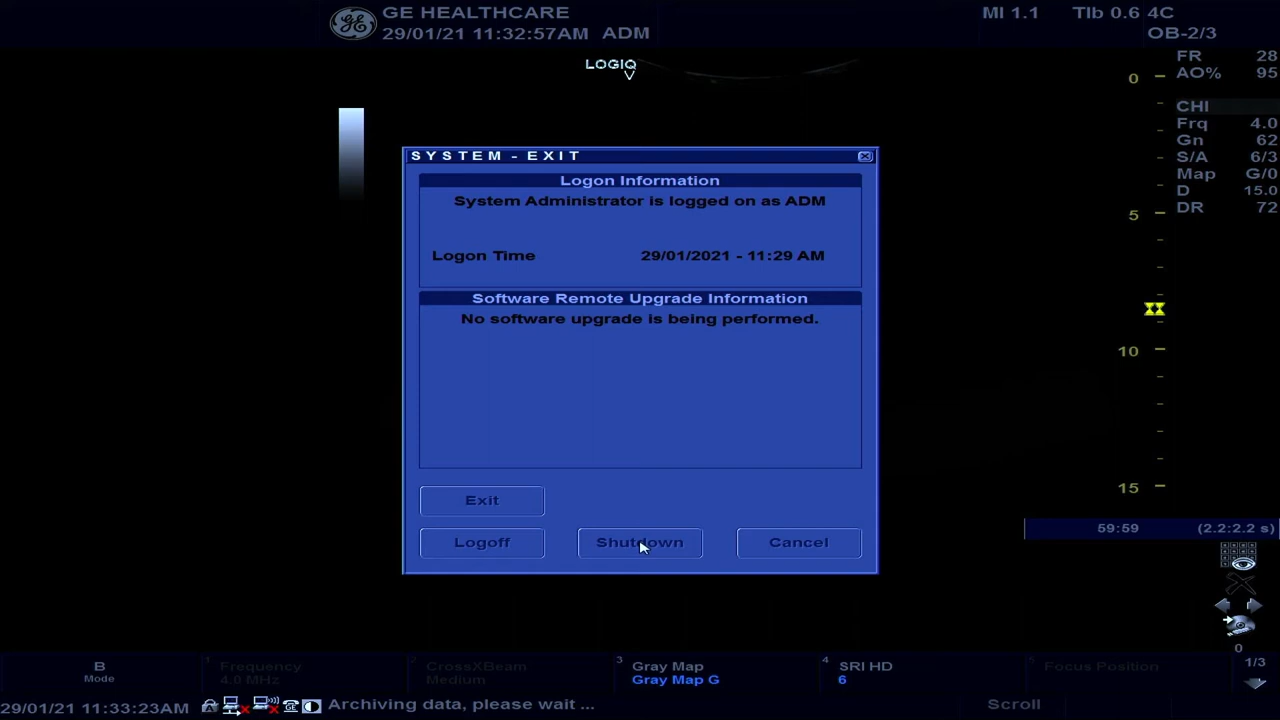 GE HEALTHCARE
29/01/21 11:32:57AM ADM
MI 1.1 TIb 0.6 4C
OB-2/3
LOGIQ
V
FR 28
AO% 95
CHI
Frq 4.0
Gn 62
S/A 6/3
Map G/0
D 15.0
DR 72
0
5
10
15
SYSTEM - EXIT
Logon Information
System Administrator is logged on as ADM
Logon Time 29/01/2021 - 11:29 AM
Software Remote Upgrade Information
No software upgrade is being performed.
Exit
Logoff Shutdown Cancel
59:59 (2.2:2.2 s)
0
B
Mode
1 Frequency
4.0 MHz
2 CrossXBeam
Medium
3 Gray Map
Gray Map G
4 SRI HD
6
5 Focus Position
1/3
29/01/21 11:33:23AM Archiving data, please wait ... Scroll